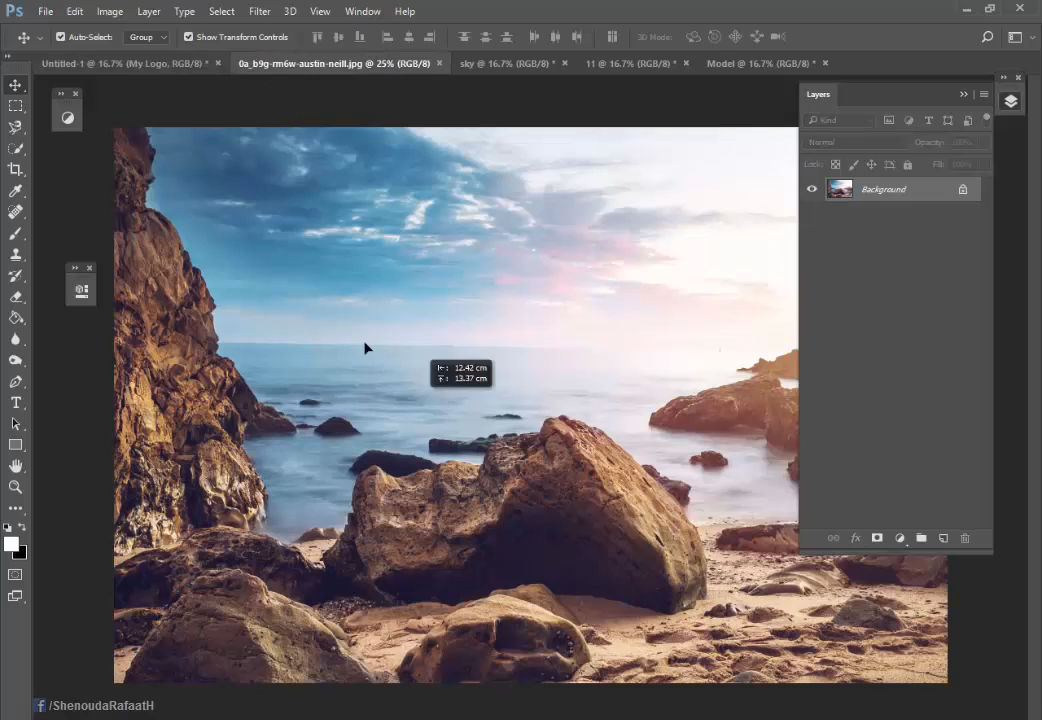 Ps File Edit Image Layer Type Select Filter 3D View Window Help
Auto-Select: Group Show Transform Controls 3D Mode:
Untitled-1 @ 16.7% (My Logo, RGB/8) * × 0a_b9g-rm6w-austin-neill.jpg @ 25% (RGB/8) × sky @ 16.7% (RGB/8) * × 11 @ 16.7% (RGB/8) * × Model @ 16.7% (RGB/8) * ×
Layers
Kind
Normal Opacity: 100%
Lock: Fill: 100%
Background
12.42 cm
13.37 cm
fx
f /ShenoudaRafaatH